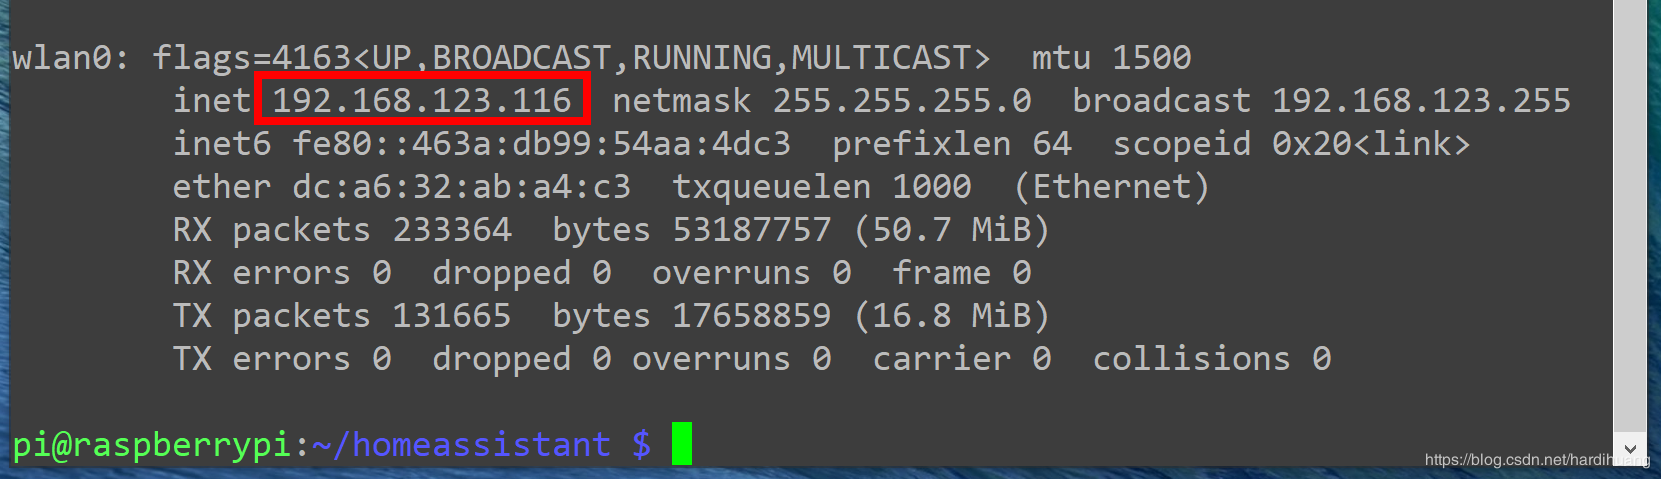 wlan0: flags=4163<UP,BROADCAST,RUNNING,MULTICAST>  mtu 1500
inet 192.168.123.116  netmask 255.255.255.0  broadcast 192.168.123.255
inet6 fe80::463a:db99:54aa:4dc3  prefixlen 64  scopeid 0x20<link>
ether dc:a6:32:ab:a4:c3  txqueuelen 1000  (Ethernet)
RX packets 233364  bytes 53187757 (50.7 MiB)
RX errors 0  dropped 0  overruns 0  frame 0
TX packets 131665  bytes 17658859 (16.8 MiB)
TX errors 0  dropped 0 overruns 0  carrier 0  collisions 0
pi@raspberrypi:~/homeassistant $
https://blog.csdn.net/hardihuang